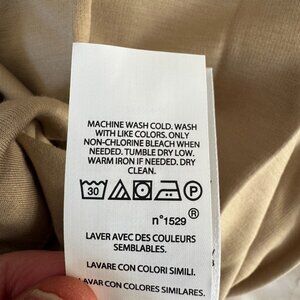 MACHINE WASH COLD. WASH
WITH LIKE COLORS. ONLY
NON-CHLORINE BLEACH WHEN
NEEDED. TUMBLE DRY LOW.
WARM IRON IF NEEDED. DRY
CLEAN.
30 P
n°1529 ®
LAVER AVEC DES COULEURS
SEMBLABLES.
LAVARE CON COLORI SIMILI.
LAVAR CON COLORES SIMILARES.